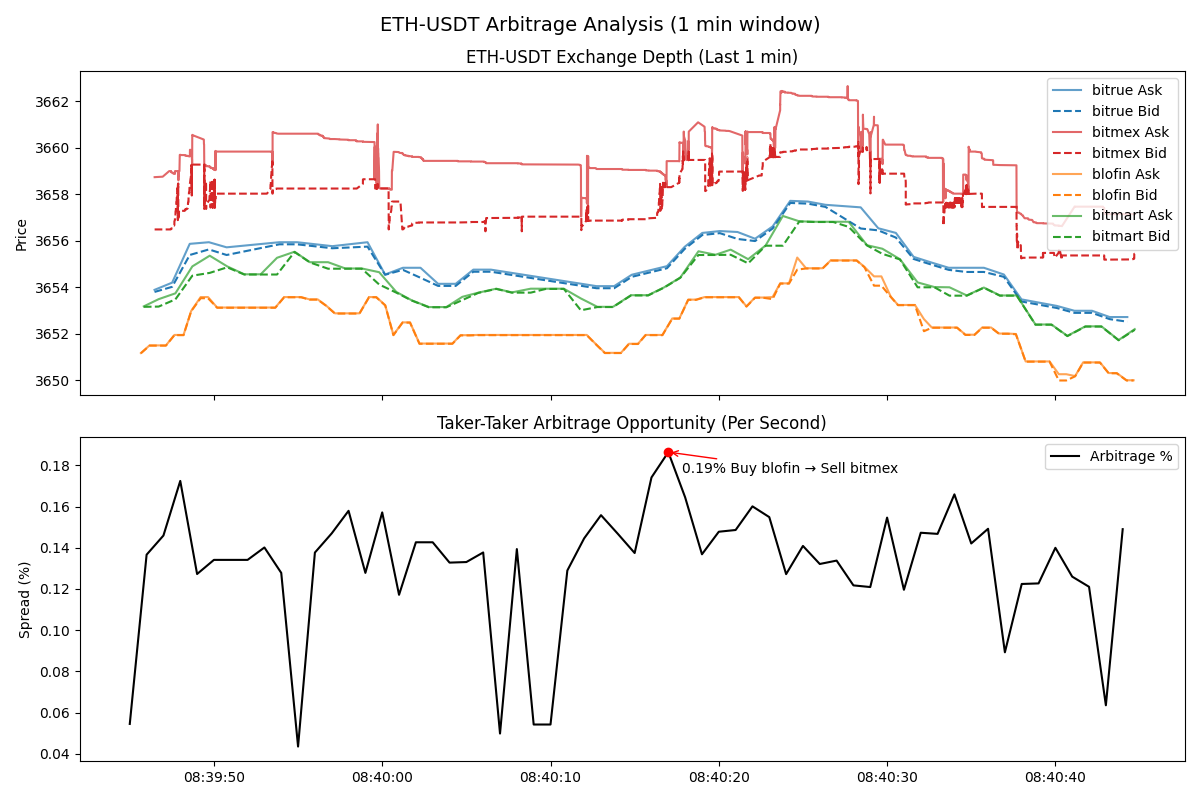 ETH-USDT Arbitrage Analysis (1 min window)
ETH-USDT Exchange Depth (Last 1 min)
Price
3662
3660
3658
3656
3654
3652
3650
bitrue Ask
bitrue Bid
bitmex Ask
bitmex Bid
blofin Ask
blofin Bid
bitmart Ask
bitmart Bid
Taker-Taker Arbitrage Opportunity (Per Second)
Spread (%)
0.18
0.16
0.14
0.12
0.10
0.08
0.06
0.04
0.19% Buy blofin → Sell bitmex
Arbitrage %
08:39:50
08:40:00
08:40:10
08:40:20
08:40:30
08:40:40